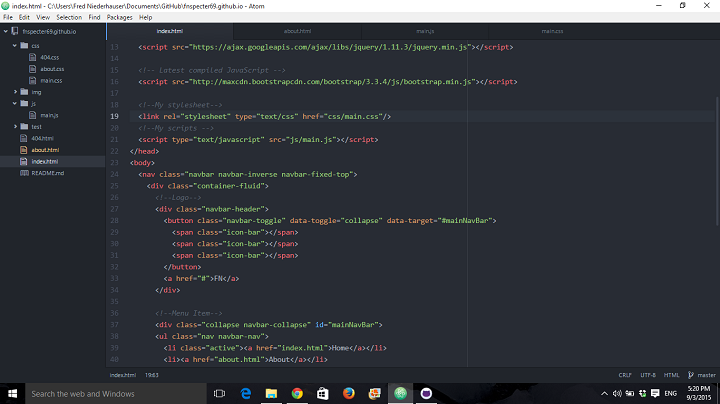 index.html - C:\Users\Fred Niederhauser\Documents\GitHub\fnspecter69.github.io - Atom
File Edit View Selection Find Packages Help
fnspecter69.github.io
css
404.css
about.css
main.css
img
js
main.js
test
404.html
about.html
index.html
README.md
index.html about.html main.js main.css
13 <script src="https://ajax.googleapis.com/ajax/libs/jquery/1.11.3/jquery.min.js"></script>
14
15 <!-- Latest compiled JavaScript -->
16 <script src="http://maxcdn.bootstrapcdn.com/bootstrap/3.3.4/js/bootstrap.min.js"></script>
17
18 <!--My stylesheet-->
19 <link rel="stylesheet" type="text/css" href="css/main.css"/>
20 <!--My scripts -->
21 <script type="text/javascript" src="js/main.js"></script>
22 </head>
23 <body>
24 <nav class="navbar navbar-inverse navbar-fixed-top">
25 <div class="container-fluid">
26 <!--Logo-->
27 <div class="navbar-header">
28 <button class="navbar-toggle" data-toggle="collapse" data-target="#mainNavBar">
29 <span class="icon-bar"></span>
30 <span class="icon-bar"></span>
31 <span class="icon-bar"></span>
32 </button>
33 <a href="#">FN</a>
34 </div>
35
36 <!--Menu Item-->
37 <div class="collapse navbar-collapse" id="mainNavBar">
38 <ul class="nav navbar-nav">
39 <li class="active"><a href="index.html">Home</a></li>
40 <li><a href="about.html">About</a></li>
index.html 19:63 CRLF UTF-8 HTML master
Search the web and Windows
ENG
5:20 PM
9/3/2015